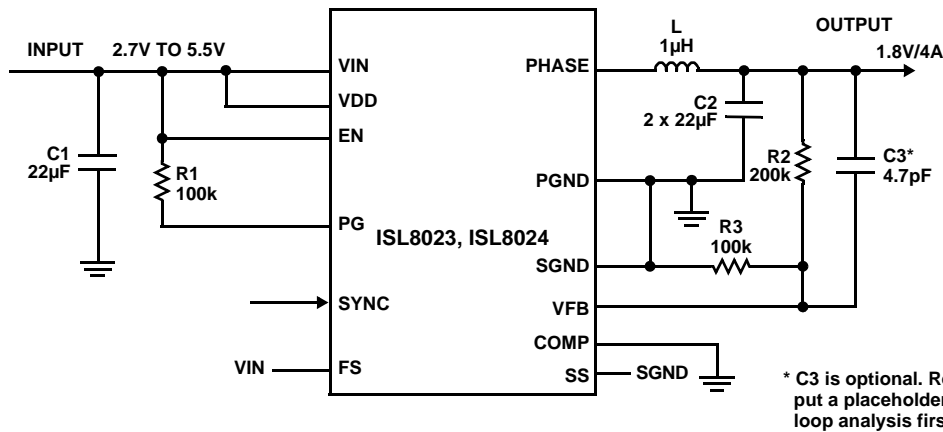 INPUT
2.7V TO 5.5V
C1
22µF
R1
100k
VIN
VDD
EN
PG
SYNC
VIN
FS
ISL8023, ISL8024
PHASE
PGND
SGND
VFB
COMP
SS
SGND
L
1µH
C2
2 x 22µF
R2
200k
R3
100k
C3*
4.7pF
OUTPUT
1.8V/4A
* C3 is optional.
put a placeholder
loop analysis